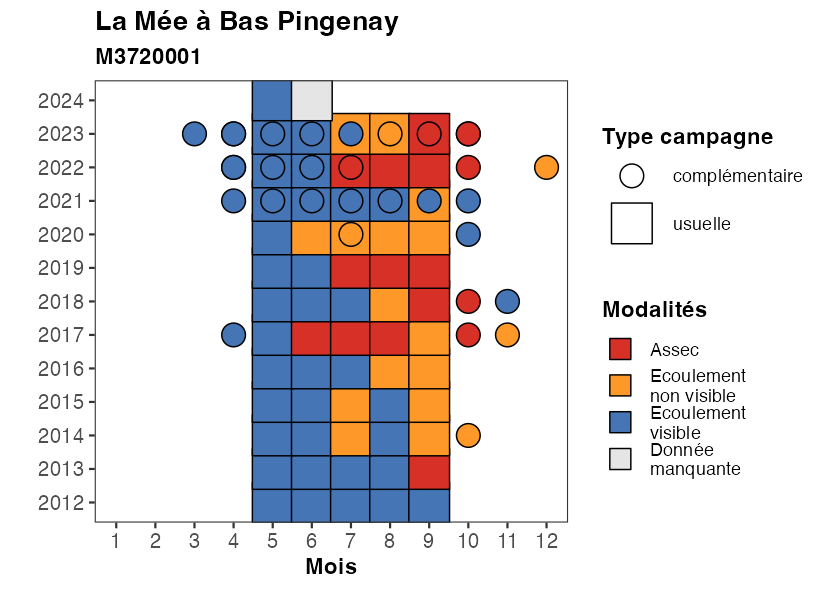 La Mée à Bas Pingenay
M3720001
2024
2023
2022
2021
2020
2019
2018
2017
2016
2015
2014
2013
2012
1 2 3 4 5 6 7 8 9 10 11 12
Mois
Type campagne
complémentaire
usuelle
Modalités
Assec
Ecoulement
non visible
Ecoulement
visible
Donnée
manquante